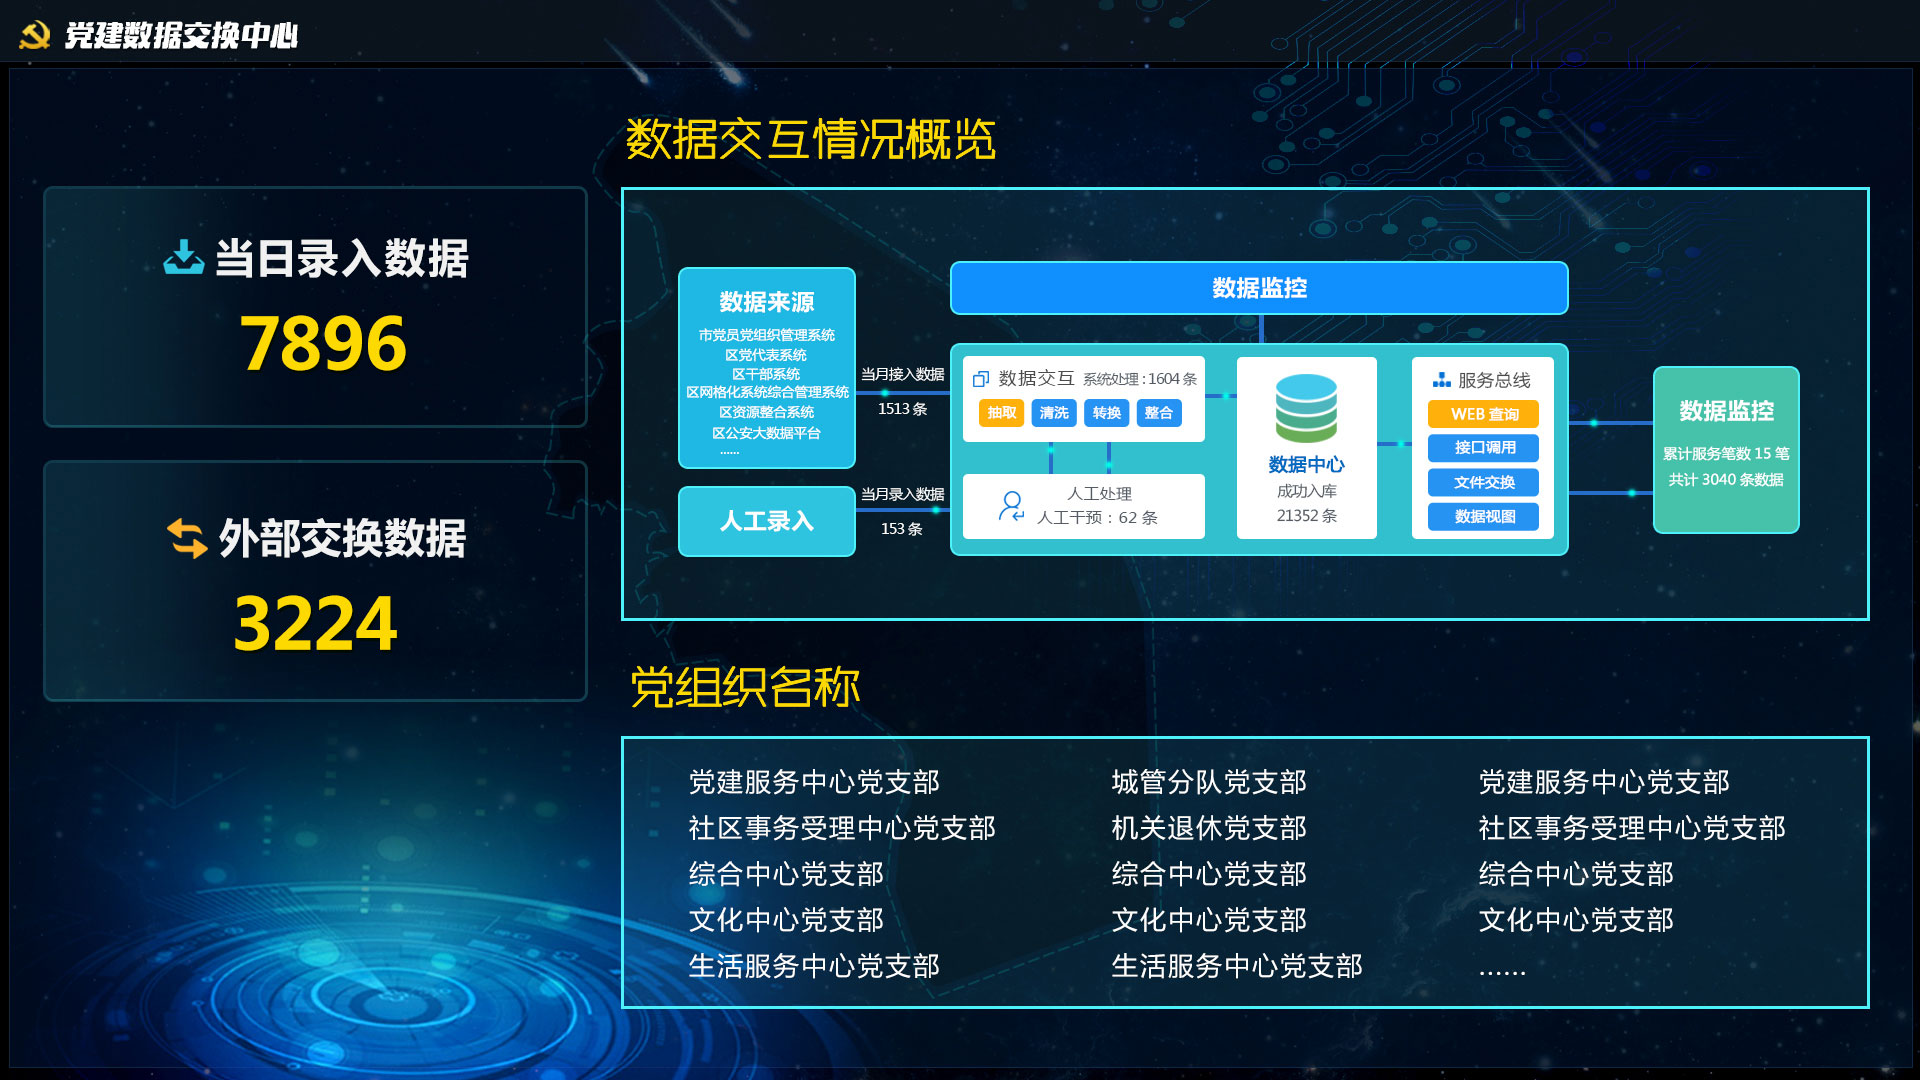 党建数据交换中心
当日录入数据
7896
外部交换数据
3224
数据交互情况概览
数据来源
市党员党组织管理系统
区党代表系统
区干部系统
区网格化系统综合管理系统
区资源整合系统
区公安大数据平台
......
人工录入
当月接入数据
1513 条
当月录入数据
153 条
数据监控
数据交互 系统处理 : 1604 条
抽取 清洗 转换 整合
人工处理
人工干预 : 62 条
数据中心
成功入库
21352 条
服务总线
WEB 查询
接口调用
文件交换
数据视图
数据监控
累计服务笔数 15 笔
共计 3040 条数据
党组织名称
党建服务中心党支部
社区事务受理中心党支部
综合中心党支部
文化中心党支部
生活服务中心党支部
城管分队党支部
机关退休党支部
综合中心党支部
文化中心党支部
生活服务中心党支部
党建服务中心党支部
社区事务受理中心党支部
综合中心党支部
文化中心党支部
......